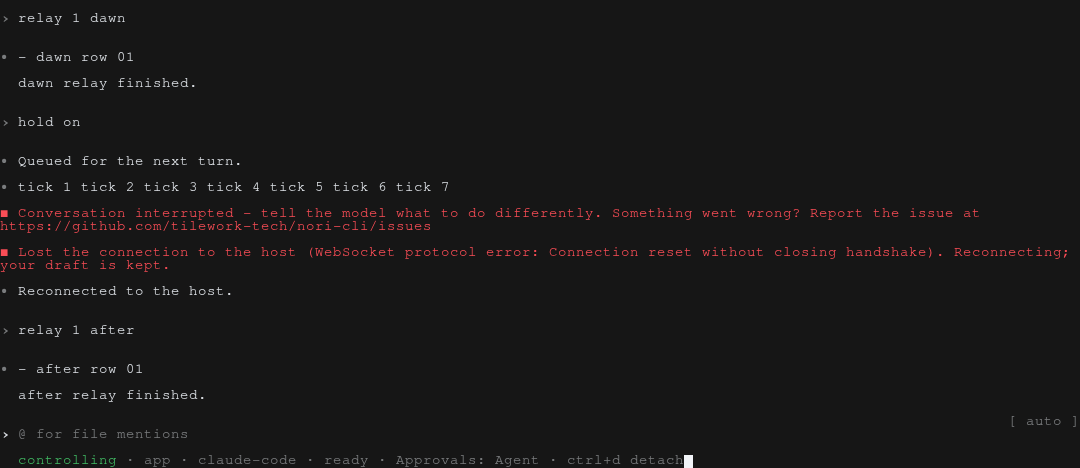 › relay 1 dawn
• - dawn row 01
dawn relay finished.
› hold on
• Queued for the next turn.
• tick 1 tick 2 tick 3 tick 4 tick 5 tick 6 tick 7
■ Conversation interrupted - tell the model what to do differently. Something went wrong? Report the issue at
https://github.com/tilework-tech/nori-cli/issues
■ Lost the connection to the host (WebSocket protocol error: Connection reset without closing handshake). Reconnecting;
your draft is kept.
• Reconnected to the host.
› relay 1 after
• - after row 01
after relay finished.
[ auto ]
› @ for file mentions
controlling · app · claude-code · ready · Approvals: Agent · ctrl+d detach